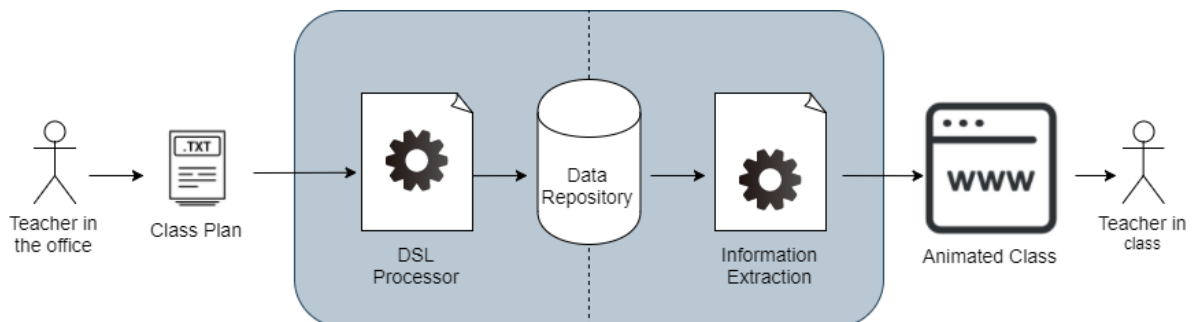 Teacher in
the office
.TXT
Class Plan
DSL
Processor
Data
Repository
Information
Extraction
www
Animated Class
Teacher in
class